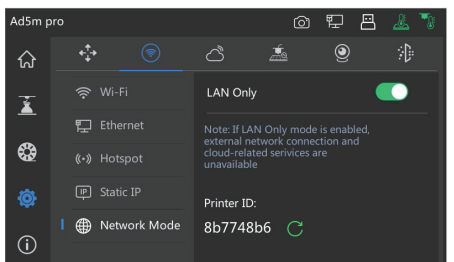 Ad5m pro
Wi-Fi
Ethernet
Hotspot
IP
Static IP
Network Mode
LAN Only
Note: If LAN Only mode is enabled,
external network connection and
cloud-related serivices are
unavailable
Printer ID:
8b7748b6